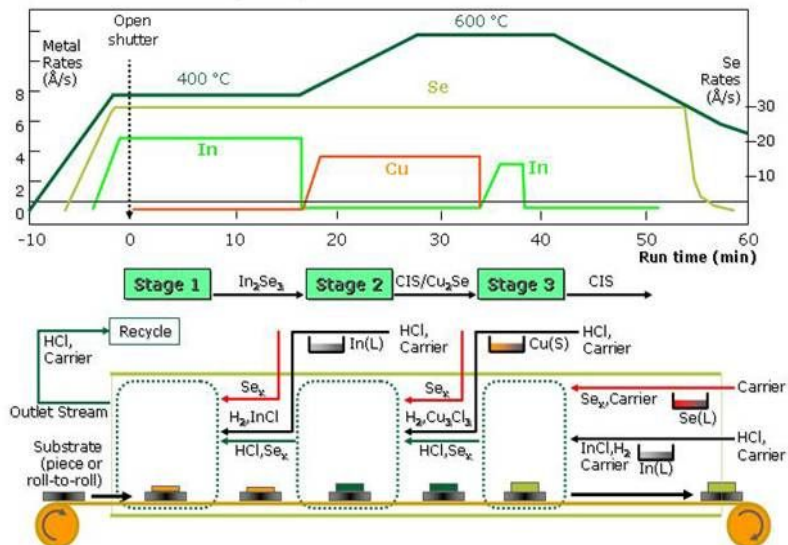 Open
shutter
600 °C
Metal
Rates
(Å/s)
400 °C
Se
Se
Rates
(Å/s)
8
6
4
2
0
30
20
10
In
Cu
In
-10
0
10
20
30
40
50
60
Run time (min)
Stage 1
In₂Se₃
Stage 2
CIS/Cu₂Se
Stage 3
CIS
HCl,
Carrier
Recycle
In(L)
HCl,
Carrier
Cu(S)
HCl,
Carrier
Seₓ
Seₓ
Seₓ,Carrier
Carrier
Se(L)
Outlet Stream
H₂,InCl
H₂,Cu₃Cl₃
HCl,Seₓ
HCl,Seₓ
InCl,H₂
Carrier
In(L)
HCl,
Carrier
Substrate
(piece or
roll-to-roll)